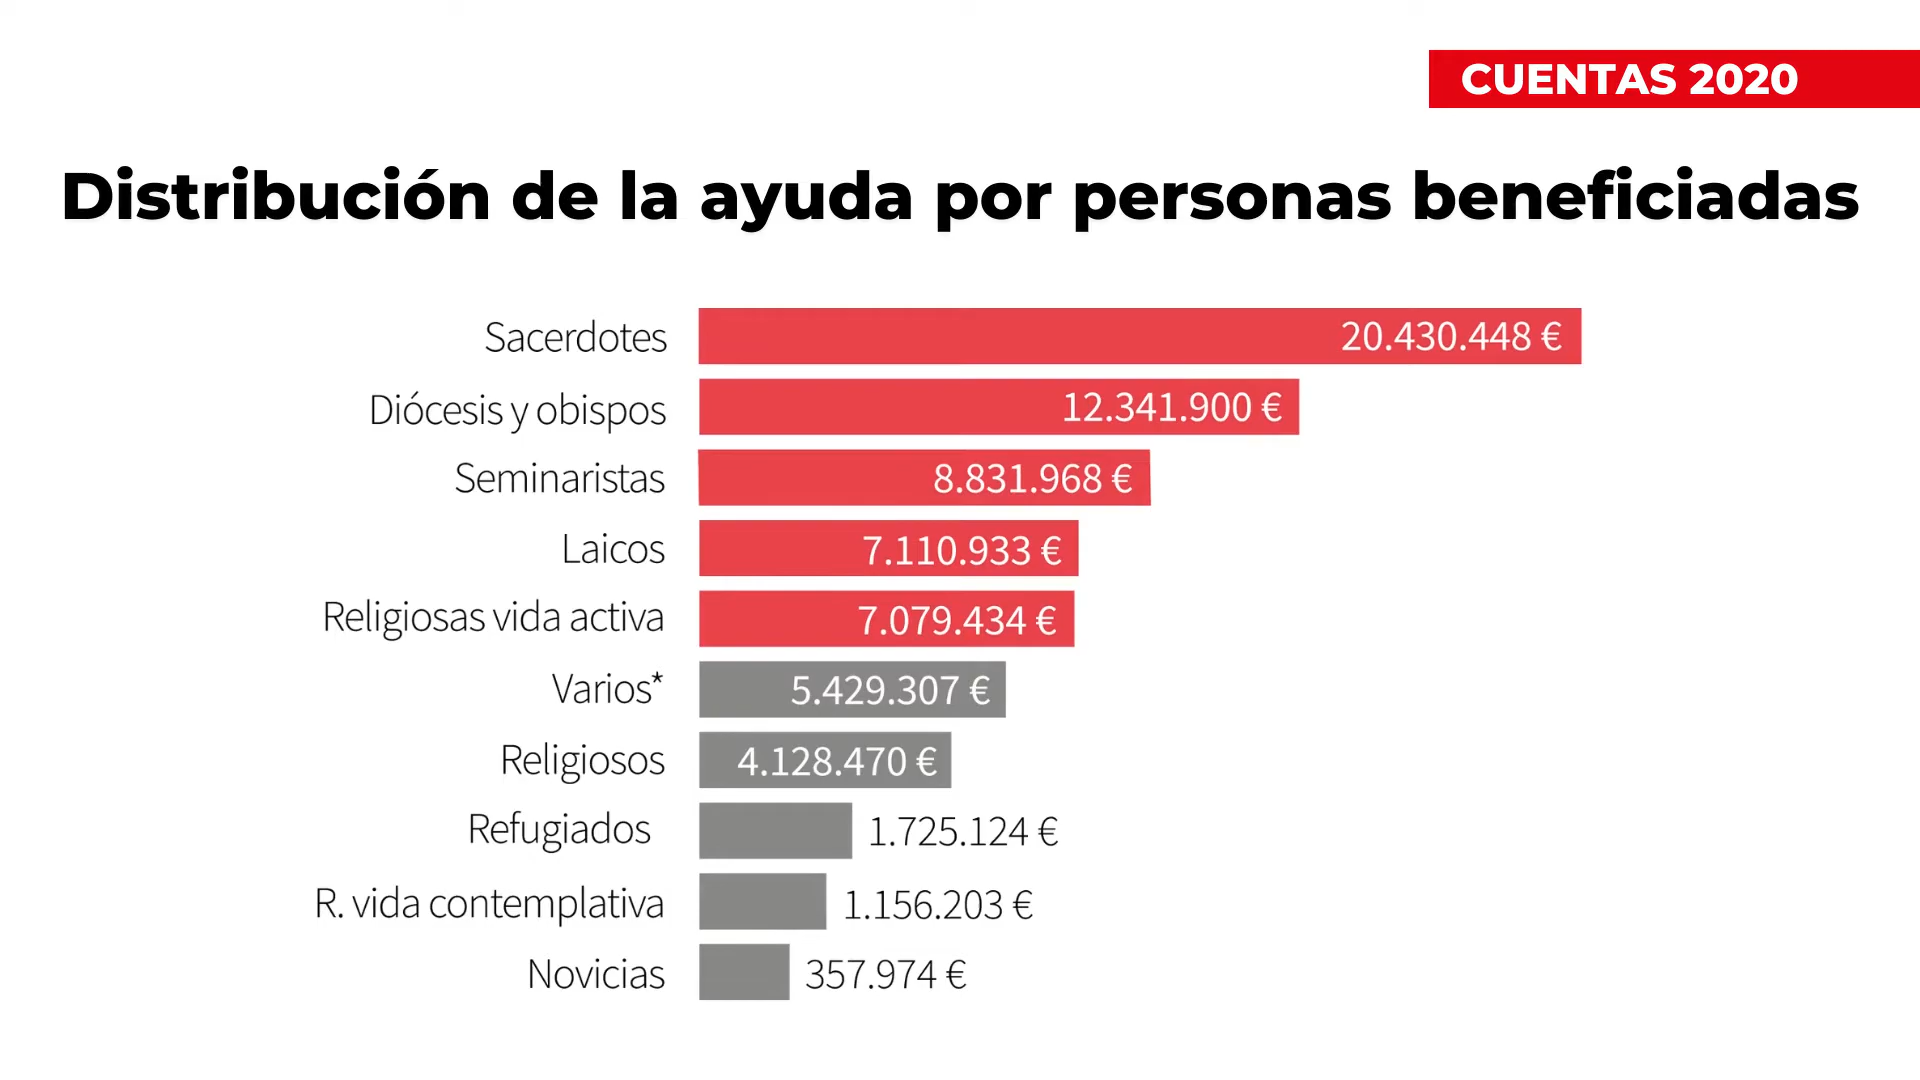 CUENTAS 2020
Distribución de la ayuda por personas beneficiadas
Sacerdotes 20.430.448 €
Diócesis y obispos 12.341.900 €
Seminaristas 8.831.968 €
Laicos 7.110.933 €
Religiosas vida activa 7.079.434 €
Varios* 5.429.307 €
Religiosos 4.128.470 €
Refugiados 1.725.124 €
R. vida contemplativa 1.156.203 €
Novicias 357.974 €